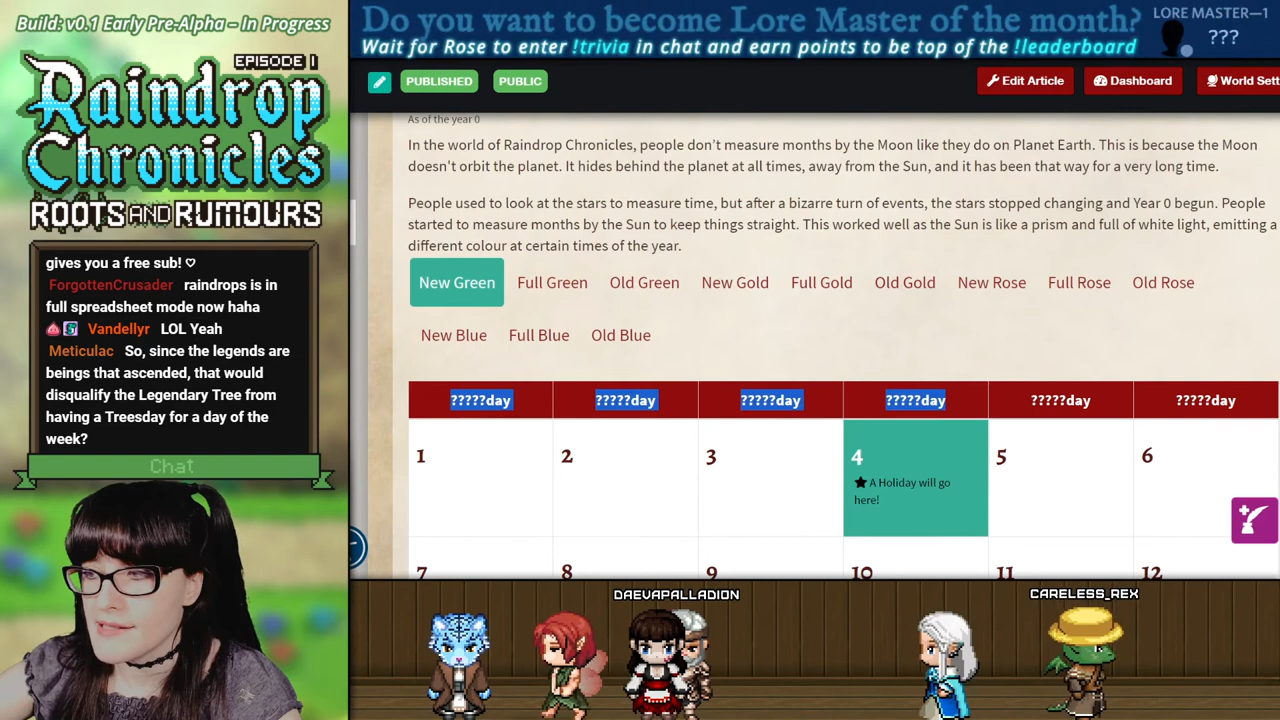 Build: v0.1 Early Pre-Alpha – In Progress
EPISODE I
Raindrop
Chronicles
ROOTS AND RUMOURS
gives you a free sub! ♡
ForgottenCrusader raindrops is in
full spreadsheet mode now haha
Vandellyr LOL Yeah
Meticulac So, since the legends are
beings that ascended, that would
disqualify the Legendary Tree from
having a Treesday for a day of the
week?
Chat
Do you want to become Lore Master of the month?
Wait for Rose to enter !trivia in chat and earn points to be top of the !leaderboard
LORE MASTER—1
???
PUBLISHED
PUBLIC
Edit Article
Dashboard
World Sett
As of the year 0
In the world of Raindrop Chronicles, people don't measure months by the Moon like they do on Planet Earth. This is because the Moon
doesn't orbit the planet. It hides behind the planet at all times, away from the Sun, and it has been that way for a very long time.
People used to look at the stars to measure time, but after a bizarre turn of events, the stars stopped changing and Year 0 begun. People
started to measure months by the Sun to keep things straight. This worked well as the Sun is like a prism and full of white light, emitting a
different colour at certain times of the year.
New Green Full Green Old Green New Gold Full Gold Old Gold New Rose Full Rose Old Rose
New Blue Full Blue Old Blue
?????day ?????day ?????day ?????day ?????day ?????day
1 2 3 4 5 6
A Holiday will go
here!
7 8 9 10 11 12
DAEVAPALLADION
CARELESS_REX